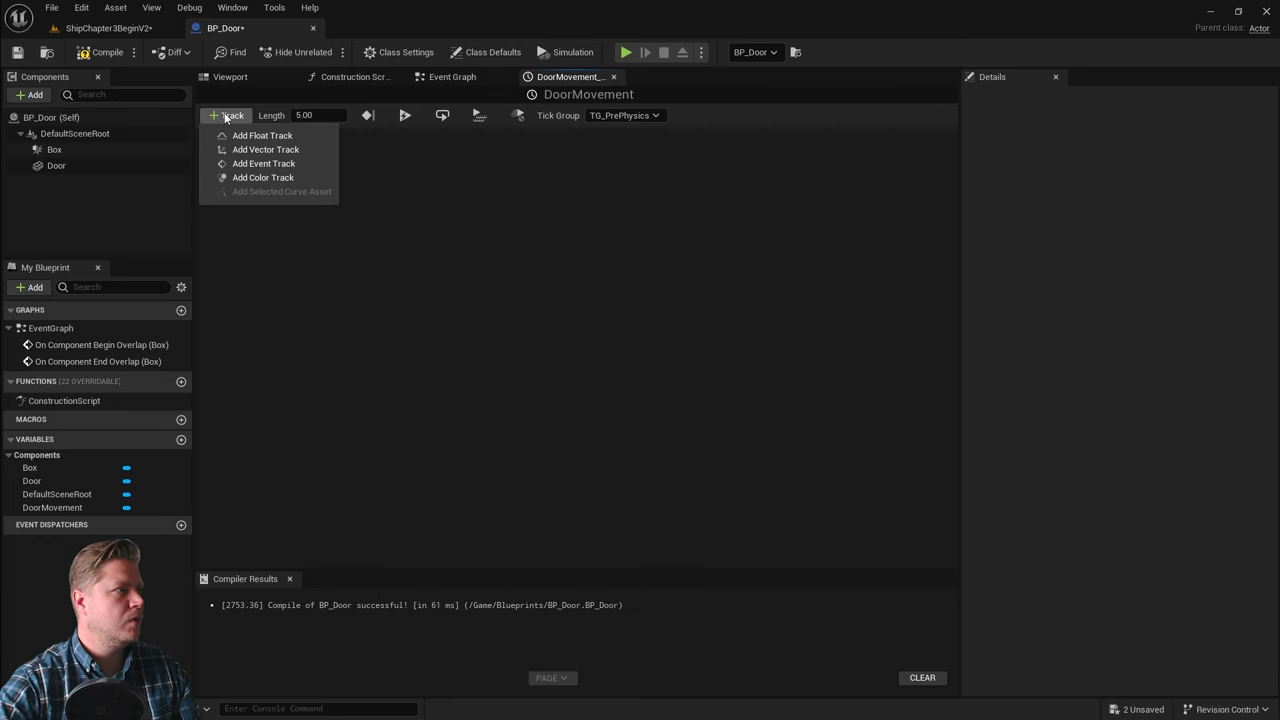 File Edit Asset View Debug Window Tools Help
ShipChapter3BeginV2• BP_Door•
Parent class: Actor
Compile Diff Find Hide Unrelated Class Settings Class Defaults Simulation BP_Door
Components Viewport Construction Scr... Event Graph DoorMovement_... Details
Add Search DoorMovement
BP_Door (Self)
Track Length 5.00 Tick Group TG_PrePhysics
DefaultSceneRoot
Box
Door
Add Float Track
Add Vector Track
Add Event Track
Add Color Track
Add Selected Curve Asset
My Blueprint
Add Search
GRAPHS
EventGraph
On Component Begin Overlap (Box)
On Component End Overlap (Box)
FUNCTIONS (22 OVERRIDABLE)
ConstructionScript
MACROS
VARIABLES
Components
Box
Door
DefaultSceneRoot
DoorMovement
EVENT DISPATCHERS
Compiler Results
[2753.36] Compile of BP_Door successful! [in 61 ms] (/Game/Blueprints/BP_Door.BP_Door)
PAGE CLEAR
Enter Console Command 2 Unsaved Revision Control